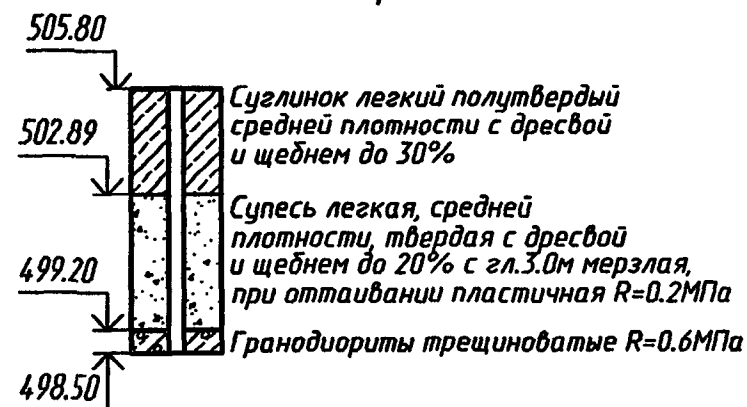 505.80
Суглинок легкий полутвердый
средней плотности с дресвой
и щебнем до 30%
502.89
Супесь легкая, средней
плотности, твердая с дресвой
и щебнем до 20% с гл.3.0м мерзлая,
при оттаивании пластичная R=0.2МПа
499.20
Гранодиориты трещиноватые R=0.6МПа
498.50